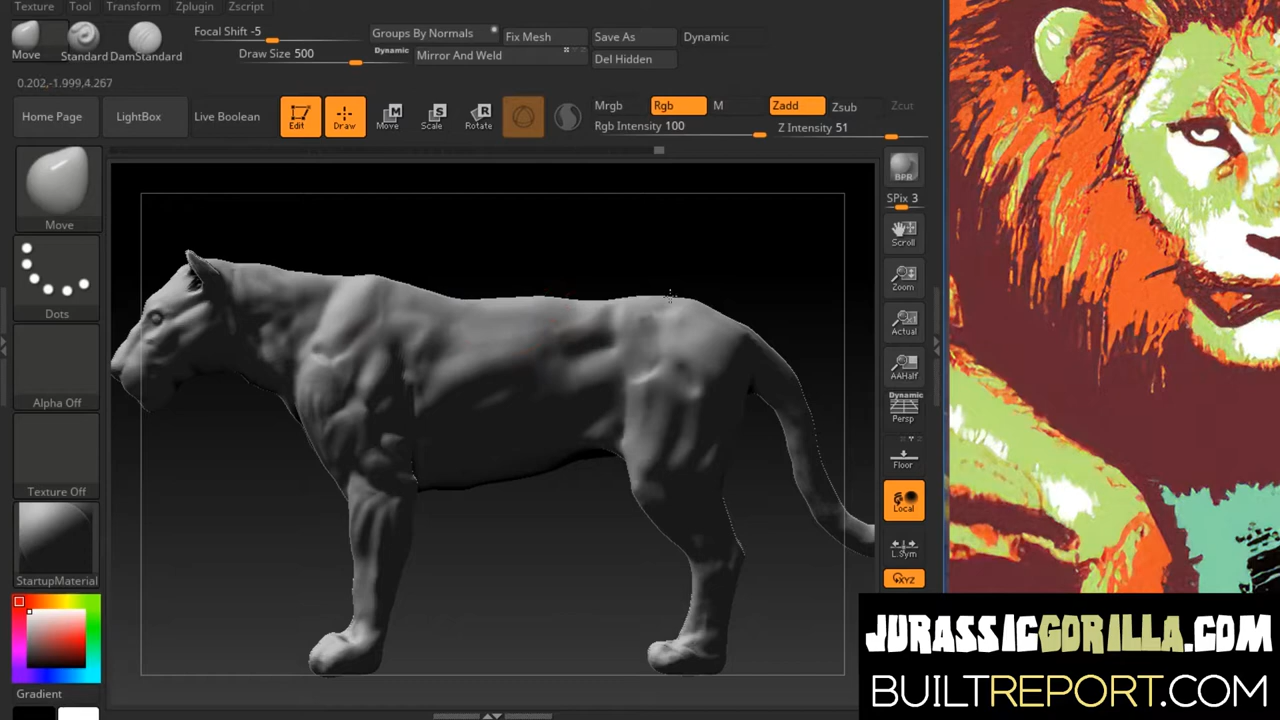 Texture Tool Transform Zplugin Zscript
Move Standard DamStandard
Focal Shift -5
Draw Size 500
Dynamic
Groups By Normals
Mirror And Weld
Fix Mesh
Save As
Del Hidden
Dynamic
0.202,-1.999,4.267
Home Page
LightBox
Live Boolean
Edit
Draw
Move
Scale
Rotate
Mrgb
Rgb
M
Zadd
Zsub
Zcut
Rgb Intensity 100
Z Intensity 51
Move
Dots
Alpha Off
Texture Off
StartupMaterial
Gradient
BPR
SPix 3
Scroll
Zoom
Actual
AAHalf
Dynamic
Persp
Floor
Local
L.Sym
XYZ
JURASSICGORILLA.COM
BUILTREPORT.COM